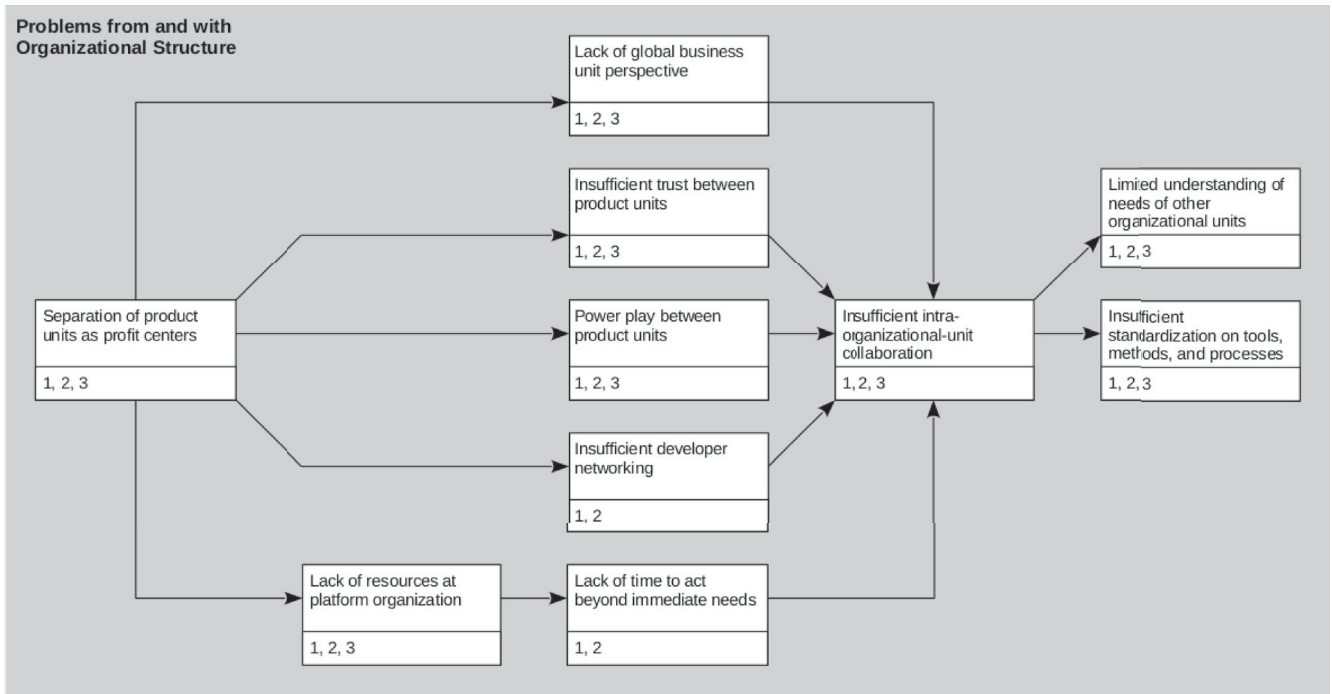 Problems from and with
Organizational Structure
Lack of global business
unit perspective
1, 2, 3
Insufficient trust between
product units
1, 2, 3
Limited understanding of
needs of other
organizational units
1, 2, 3
Separation of product
units as profit centers
1, 2, 3
Power play between
product units
1, 2, 3
Insufficient intra-
organizational-unit
collaboration
1, 2, 3
Insufficient
standardization on tools,
methods, and processes
1, 2, 3
Insufficient developer
networking
1, 2
Lack of resources at
platform organization
1, 2, 3
Lack of time to act
beyond immediate needs
1, 2